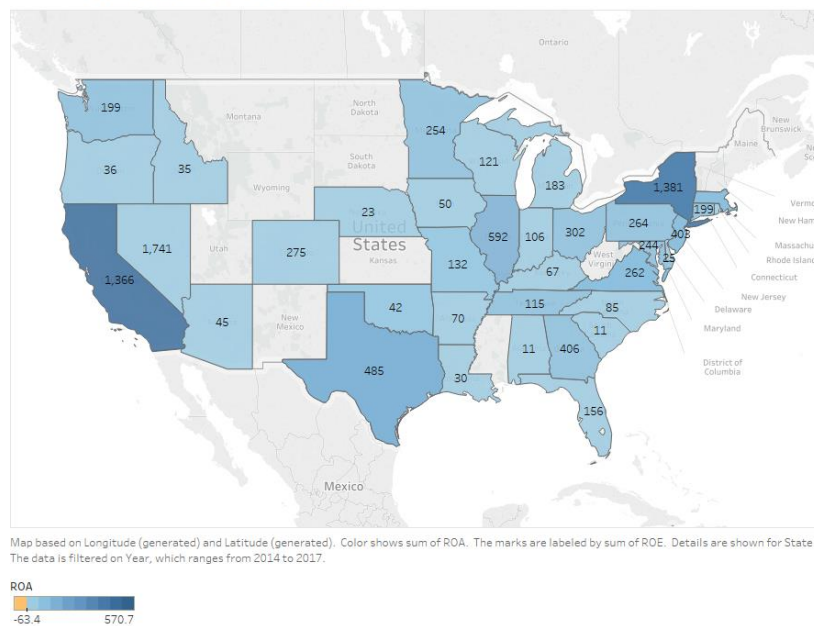 Ontario
199
Montana
North
Dakota
New
Brunswick
254
Maine
36
35
South
Dakota
121
183
1,381
Wyoming
50
199
Vermo
23
264
403
New Ham
1,741
Utah
275
United
States
Kansas
592
106
302
244
Massachu
West
Virginia
25
Rhode Island
1,366
132
262
Connecticut
67
New Jersey
115
85
Delaware
45
New
Mexico
42
70
11
Maryland
11
406
District of
Columbia
485
30
156
Mexico
Map based on Longitude (generated) and Latitude (generated). Color shows sum of ROA. The marks are labeled by sum of ROE. Details are shown for State
The data is filtered on Year, which ranges from 2014 to 2017.
ROA
-63.4 570.7